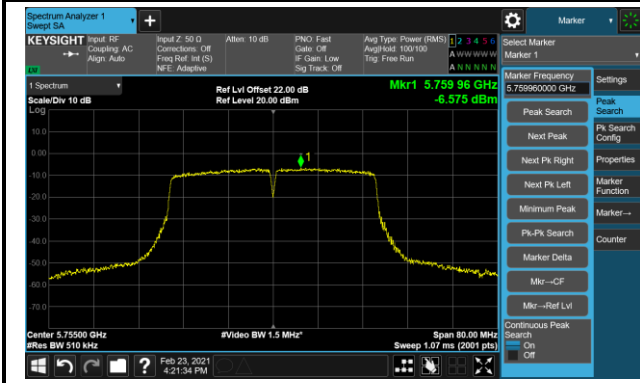 Spectrum Analyzer 1
Swept SA
+
Marker
KEYSIGHT
Input: RF
Coupling: AC
Align: Auto
Input Z: 50 Ω
Corrections: Off
Freq Ref: Int (S)
NFE: Adaptive
Atten: 10 dB
PNO: Fast
Gate: Off
IF Gain: Low
Sig Track: Off
Avg Type: Power (RMS)
Avg|Hold: 100/100
Trig: Free Run
1 2 3 4 5 6
A W W W W W
A N N N N N
LW
Select Marker
Marker 1
1 Spectrum
Scale/Div 10 dB
Log
Ref Lvl Offset 22.00 dB
Ref Level 20.00 dBm
Mkr1 5.759 96 GHz
-6.575 dBm
10.0
0.00
-10.0
-20.0
-30.0
-40.0
-50.0
-60.0
-70.0
1
Center 5.75500 GHz
#Res BW 510 kHz
#Video BW 1.5 MHz*
Span 80.00 MHz
Sweep 1.07 ms (2001 pts)
Marker Frequency
5.759960000 GHz
Peak Search
Next Peak
Next Pk Right
Next Pk Left
Minimum Peak
Pk-Pk Search
Marker Delta
Mkr→CF
Mkr→Ref Lvl
Continuous Peak
Search
On
Off
Settings
Peak
Search
Pk Search
Config
Properties
Marker
Function
Marker→
Counter
?
Feb 23, 2021
4:21:34 PM